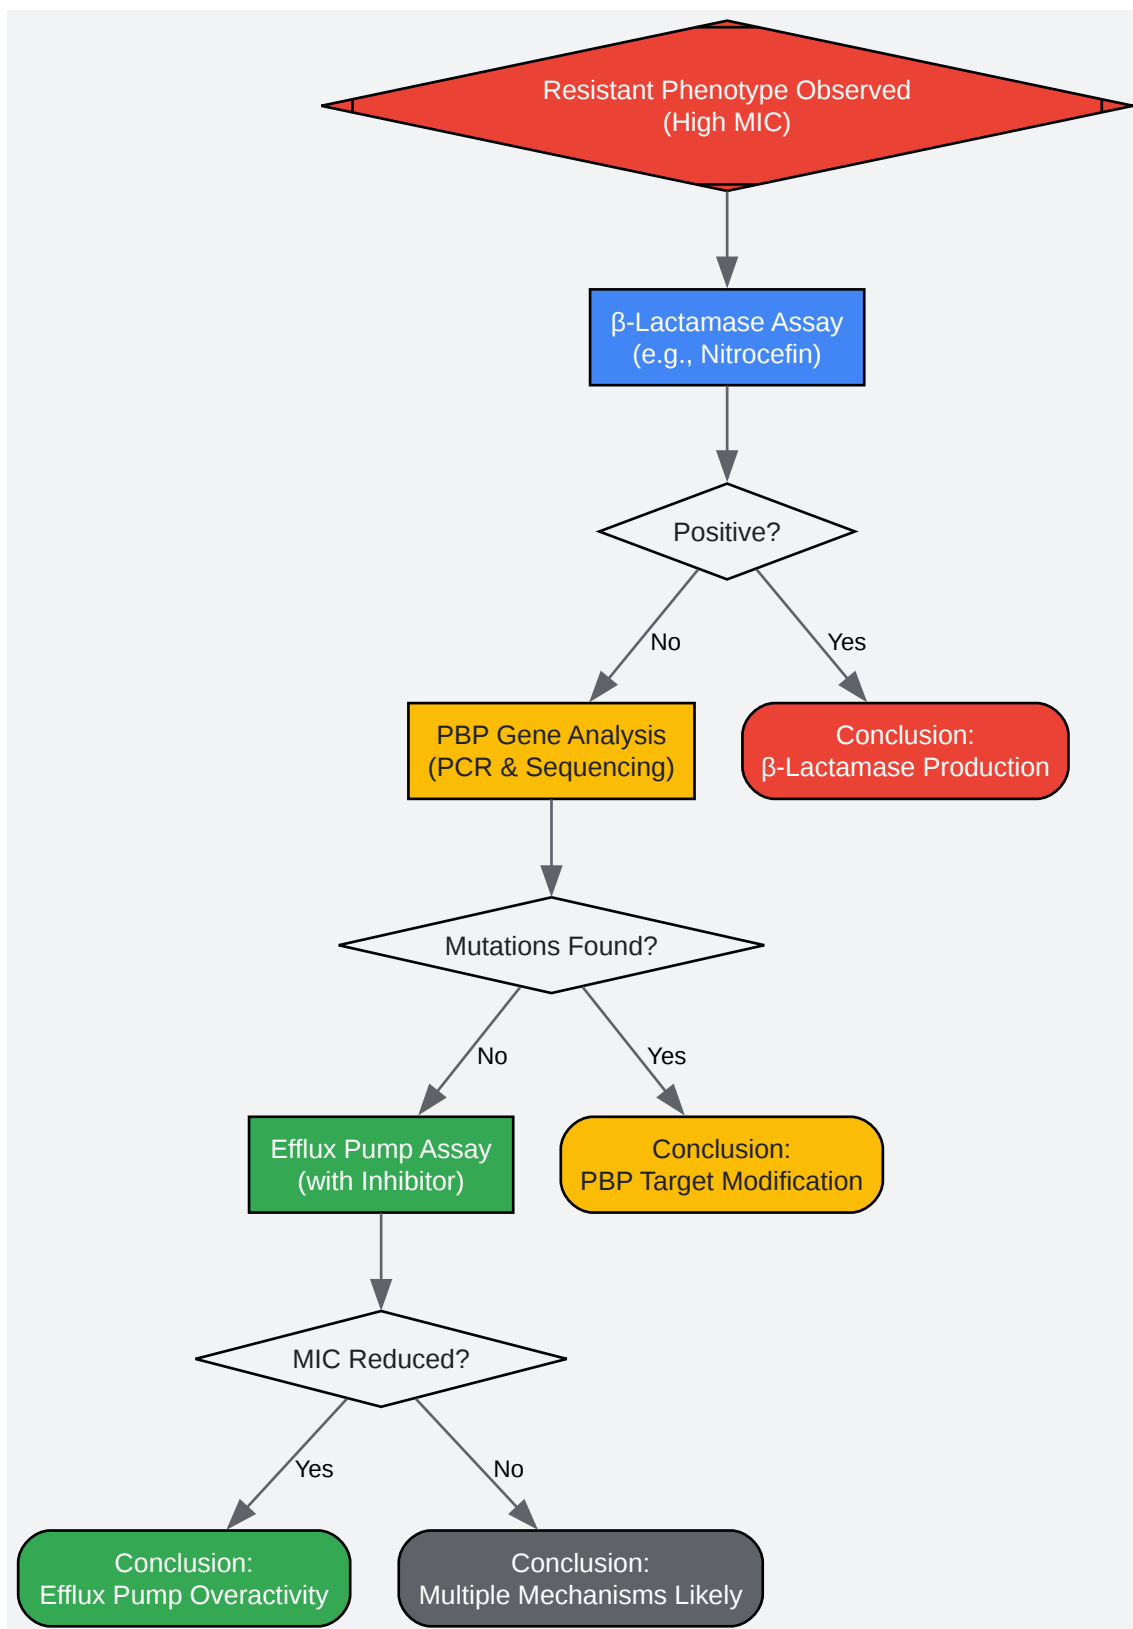 Resistant Phenotype Observed
(High MIC)
β-Lactamase Assay
(e.g., Nitrocefin)
Positive?
No
Yes
PBP Gene Analysis
(PCR & Sequencing)
Conclusion:
β-Lactamase Production
Mutations Found?
No
Yes
Efflux Pump Assay
(with Inhibitor)
Conclusion:
PBP Target Modification
MIC Reduced?
Yes
No
Conclusion:
Efflux Pump Overactivity
Conclusion:
Multiple Mechanisms Likely